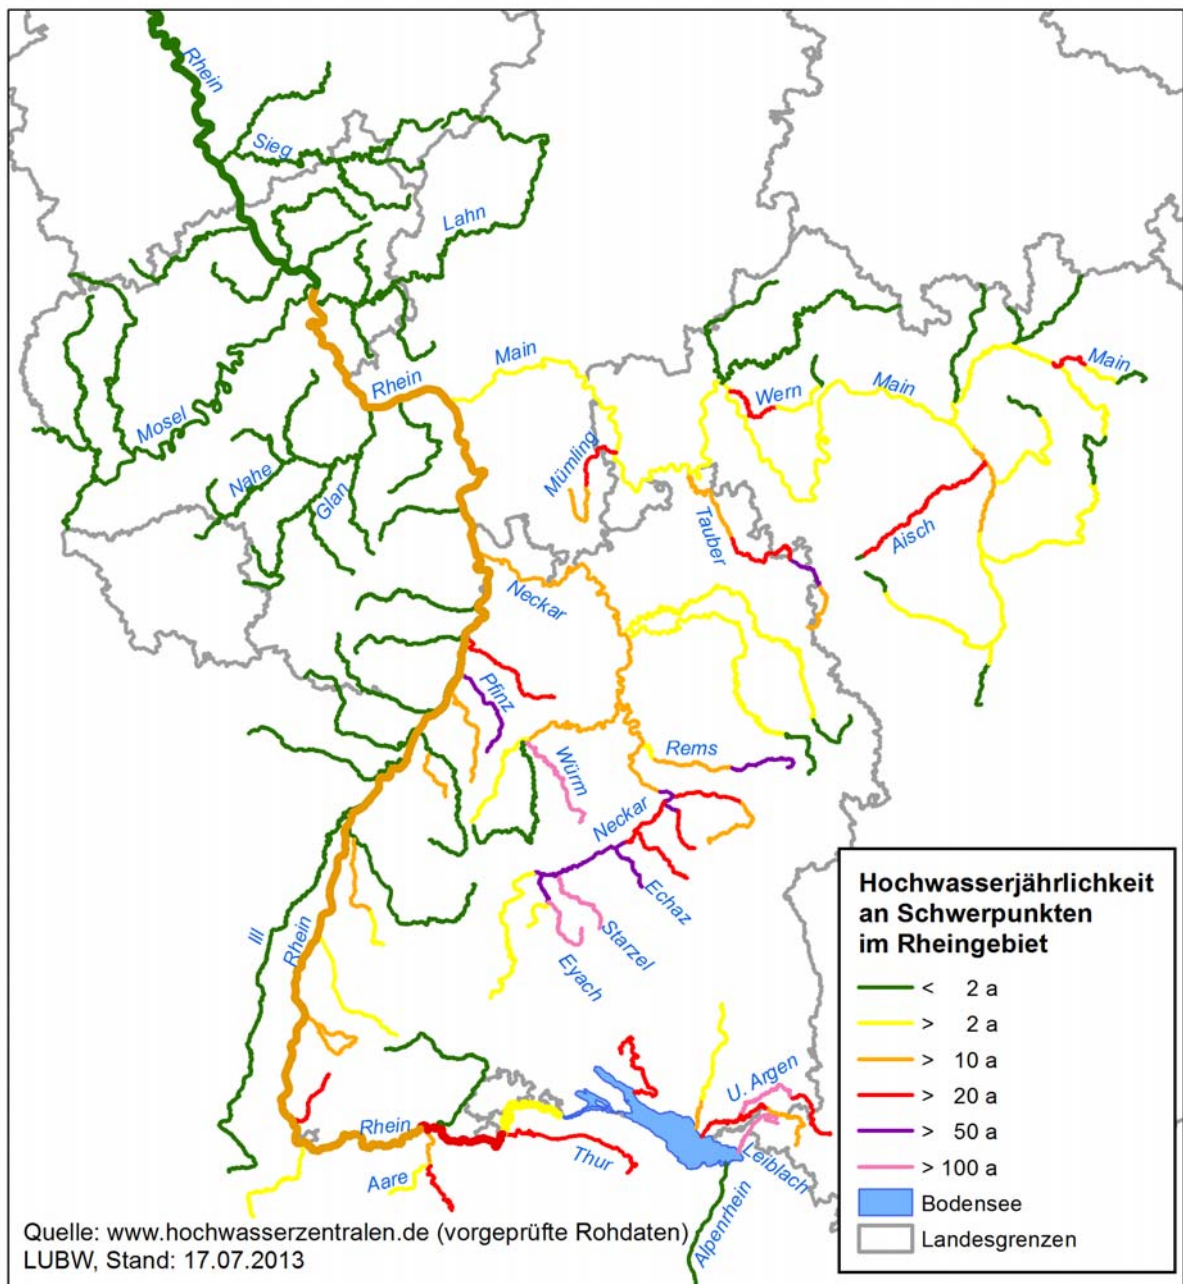 Rhein
Sieg
Lahn
Main
Rhein
Mosel
Nahe
Glan
Mümling
Wern
Main
Main
Tauber
Aisch
Neckar
Pfinz
Würm
Rems
Neckar
Echaz
Starzel
Eyach
Ill
Rhein
U. Argen
Rhein
Thur
Leiblach
Aare
Alpenrhein
Hochwasserjährlichkeit
an Schwerpunkten
im Rheingebiet
< 2 a
> 2 a
> 10 a
> 20 a
> 50 a
> 100 a
Bodensee
Landesgrenzen
Quelle: www.hochwasserzentralen.de (vorgeprüfte Rohdaten)
LUBW, Stand: 17.07.2013